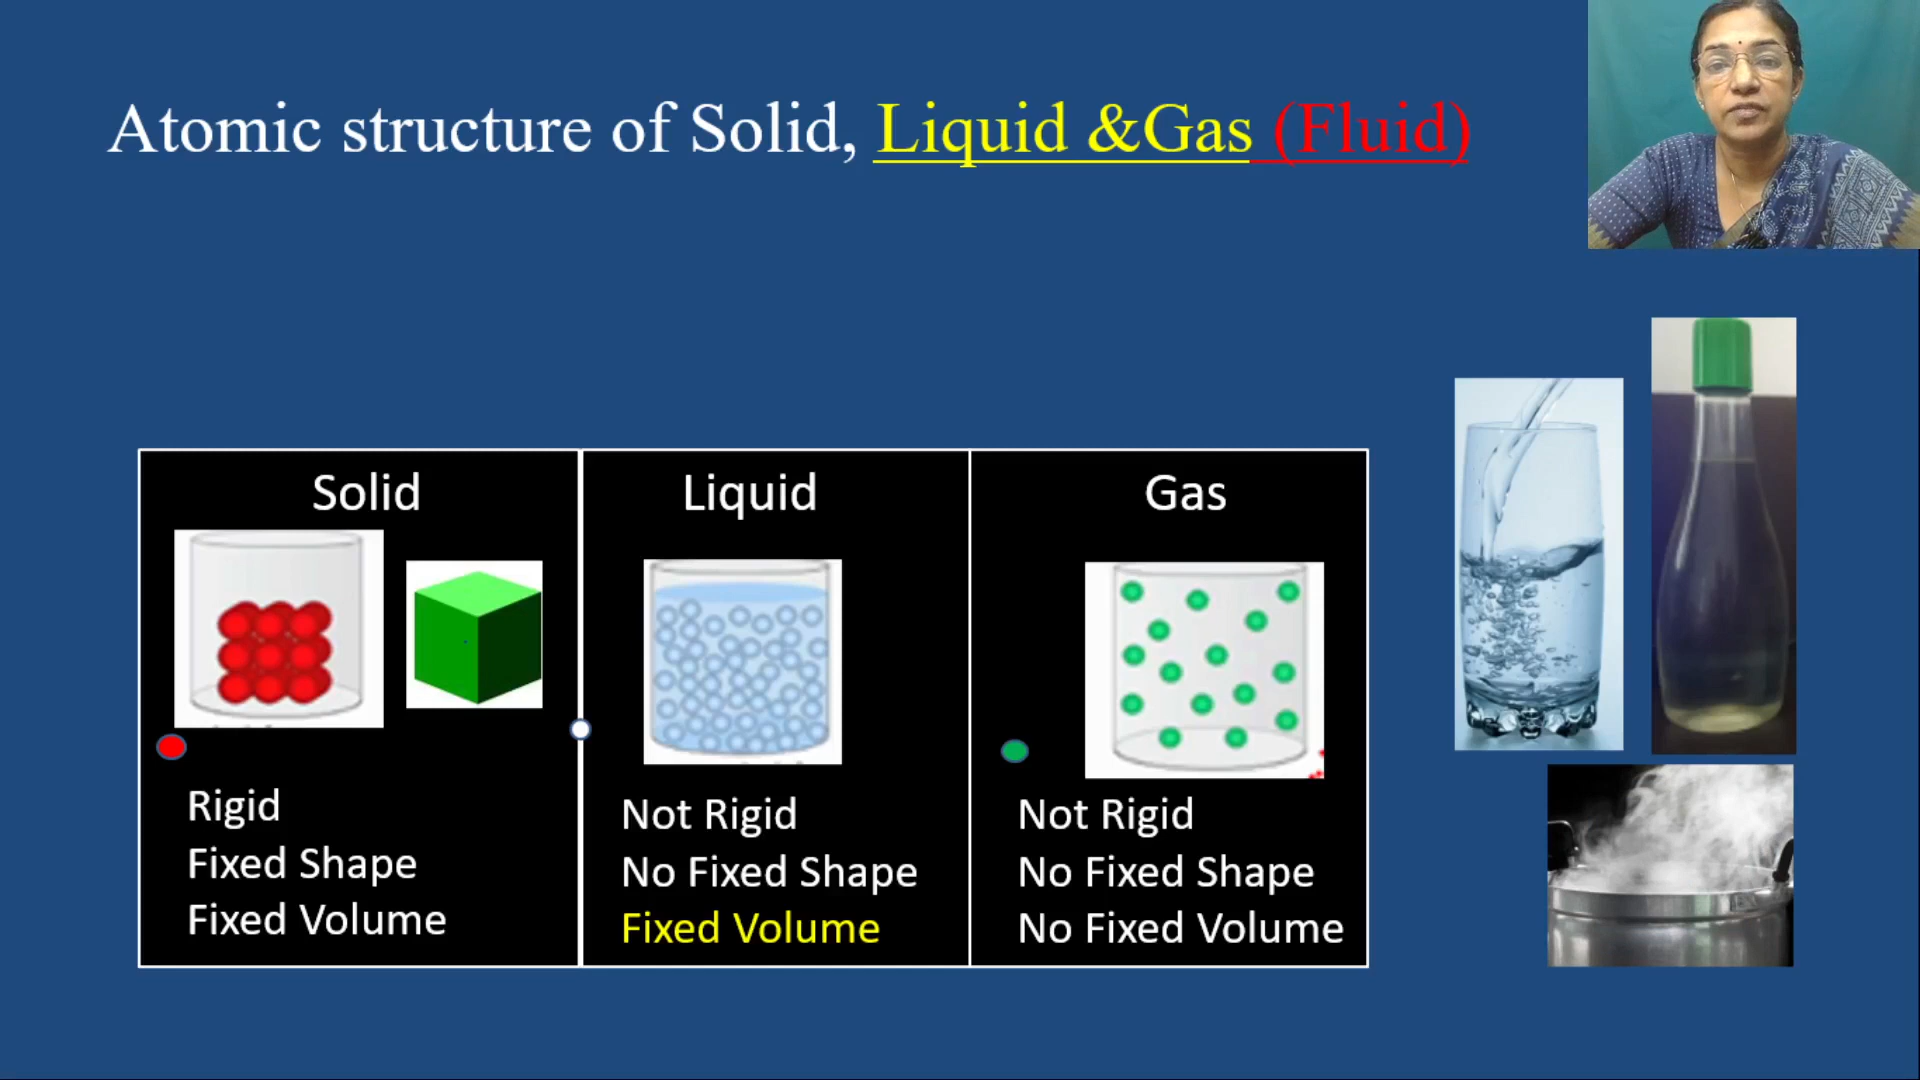 Atomic structure of Solid, Liquid &Gas (Fluid)
Solid
Rigid
Fixed Shape
Fixed Volume
Liquid
Not Rigid
No Fixed Shape
Fixed Volume
Gas
Not Rigid
No Fixed Shape
No Fixed Volume